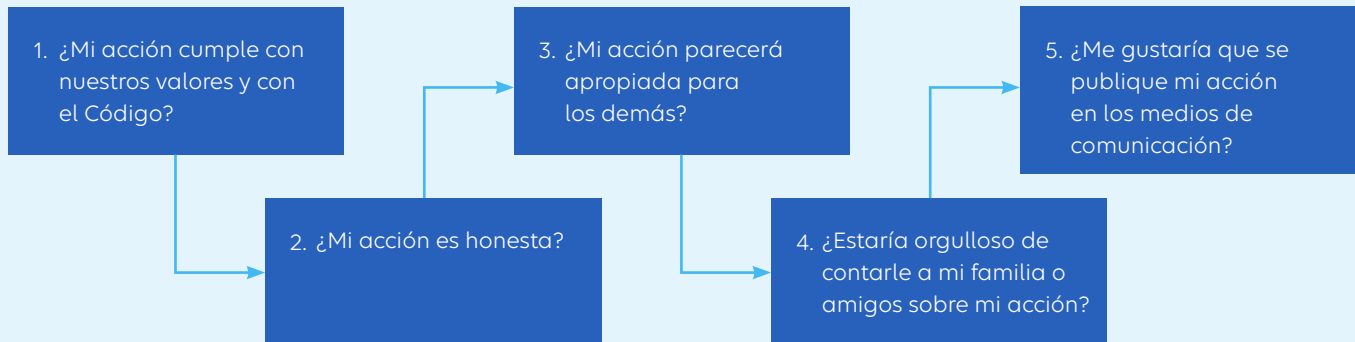 1. ¿Mi acción cumple con
nuestros valores y con
el Código?
2. ¿Mi acción es honesta?
3. ¿Mi acción parecerá
apropiada para
los demás?
4. ¿Estaría orgulloso de
contarle a mi familia o
amigos sobre mi acción?
5. ¿Me gustaría que se
publique mi acción
en los medios de
comunicación?